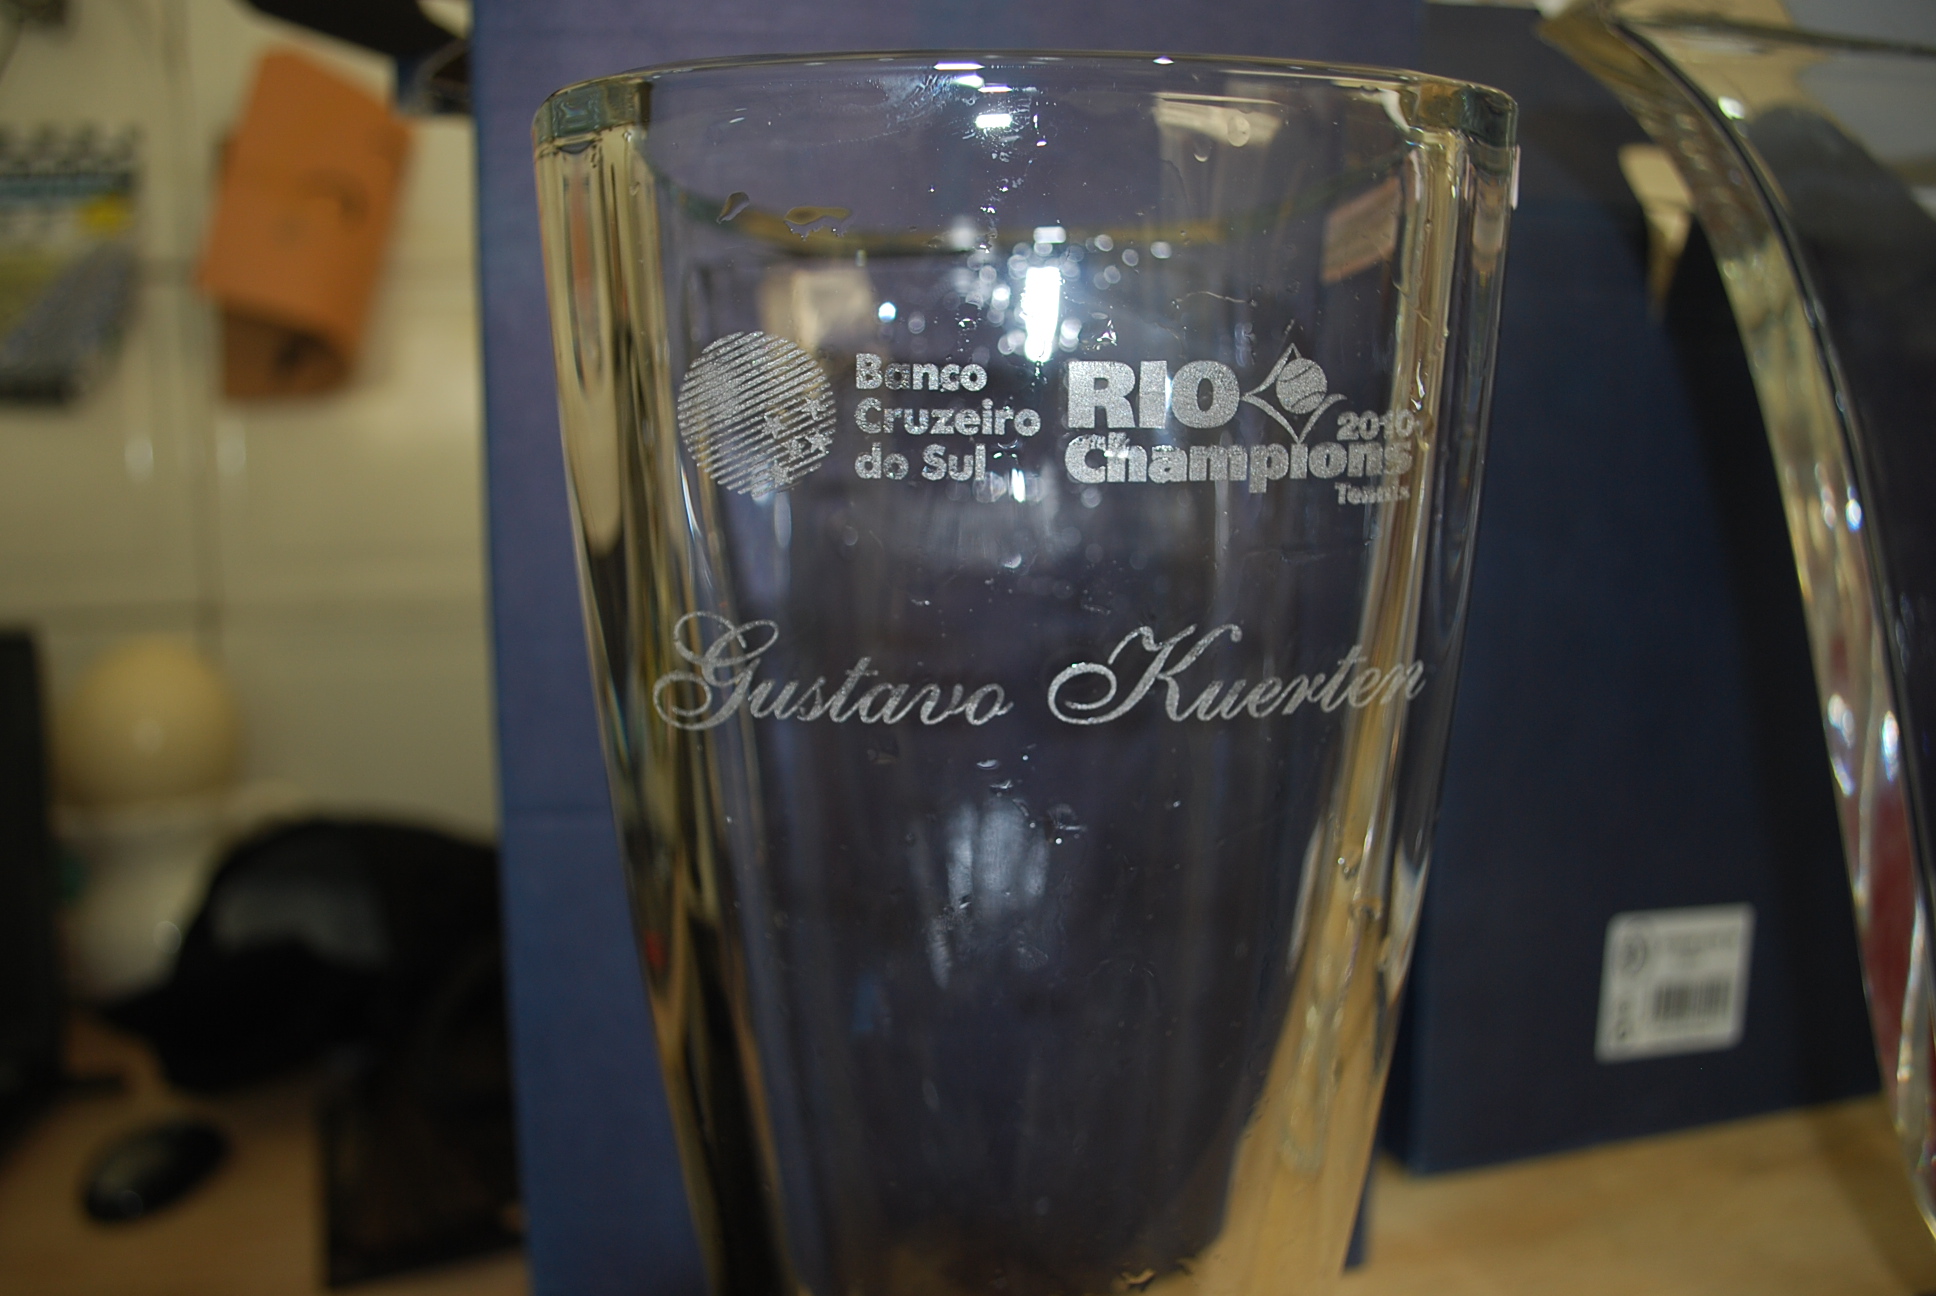 Banco
Cruzeiro
do Sul
RIO
2010
Champions
Tennis
Gustavo Kuerten